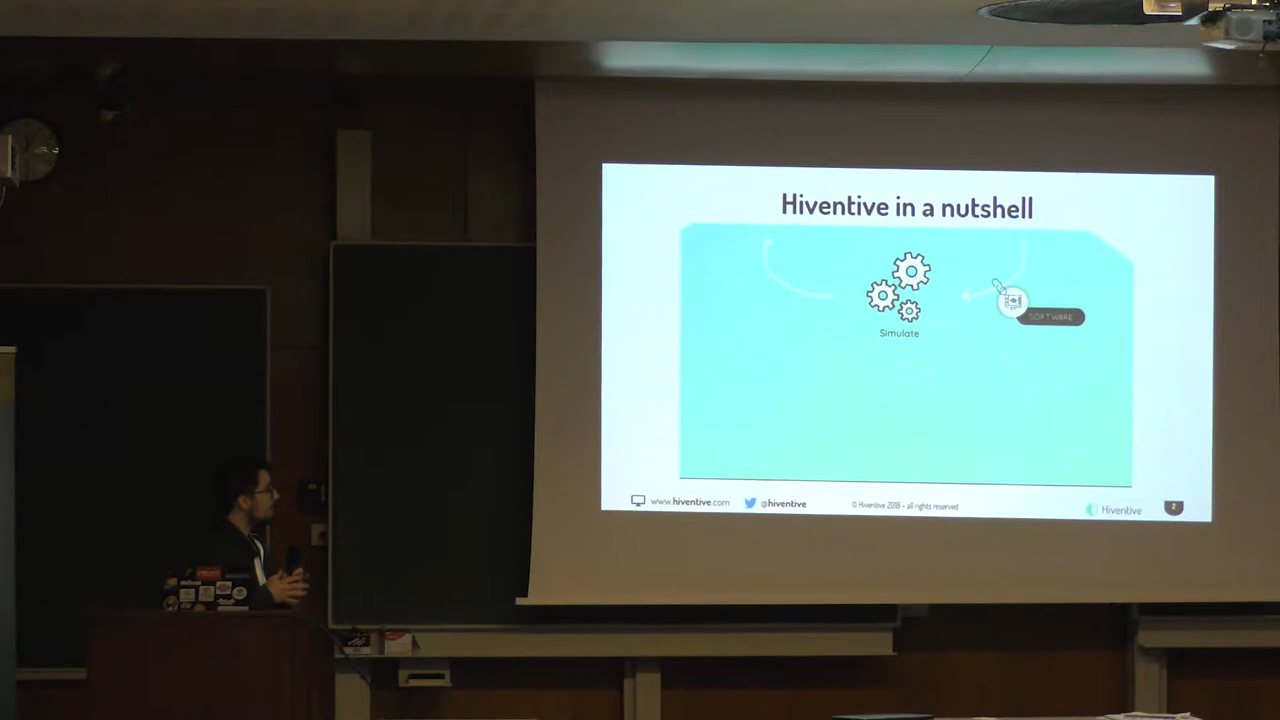 Hiventive in a nutshell
Simulate
SOFTWARE
www.hiventive.com
@hiventive
© Hiventive 2018 - all rights reserved
Hiventive
2